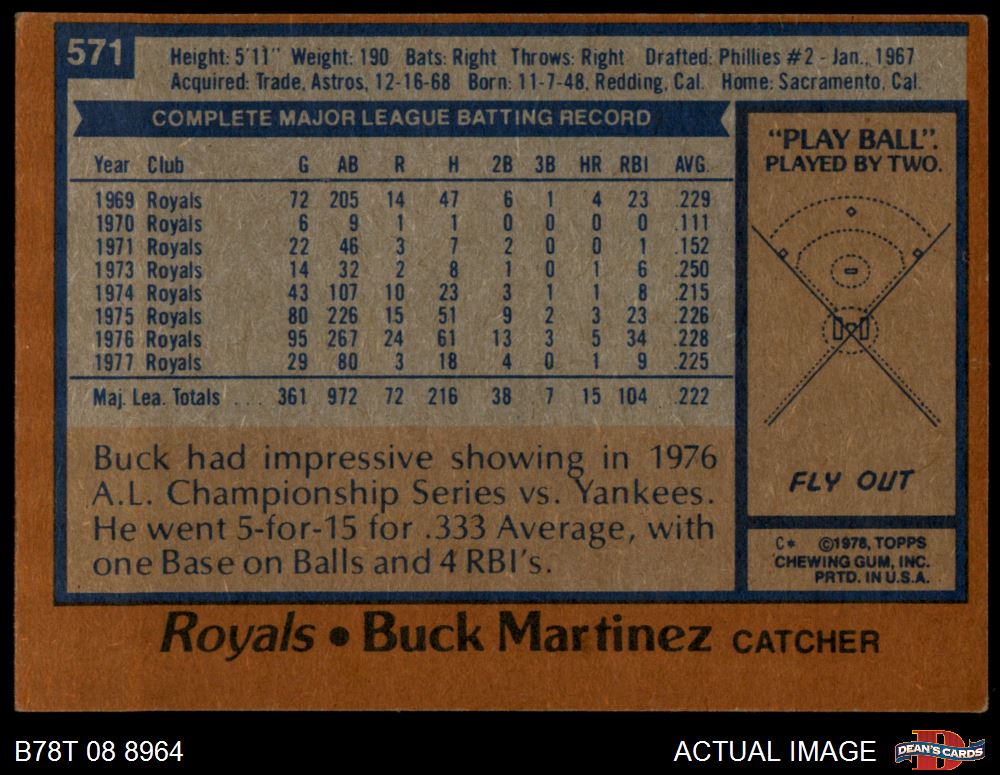 571
Height: 5'11" Weight: 190 Bats: Right Throws: Right Drafted: Phillies #2 - Jan., 1967
Acquired: Trade, Astros, 12-16-68 Born: 11-7-48, Redding, Cal. Home: Sacramento, Cal.
COMPLETE MAJOR LEAGUE BATTING RECORD
Year Club G AB R H 2B 3B HR RBI AVG.
1969 Royals 72 205 14 47 6 1 4 23 .229
1970 Royals 6 9 1 1 0 0 0 0 .111
1971 Royals 22 46 3 7 2 0 0 1 .152
1973 Royals 14 32 2 8 1 0 1 6 .250
1974 Royals 43 107 10 23 3 1 1 8 .215
1975 Royals 80 226 15 51 9 2 3 23 .226
1976 Royals 95 267 24 61 13 3 5 34 .228
1977 Royals 29 80 3 18 4 0 1 9 .225
Maj. Lea. Totals ... 361 972 72 216 38 7 15 104 .222
Buck had impressive showing in 1976
A.L. Championship Series vs. Yankees.
He went 5-for-15 for .333 Average, with
one Base on Balls and 4 RBI's.
"PLAY BALL".
PLAYED BY TWO.
FLY OUT
C* ©1978, TOPPS
CHEWING GUM, INC.
PRTD. IN U.S.A.
Royals • Buck Martinez CATCHER
B78T 08 8964
ACTUAL IMAGE
DEAN'S CARDS